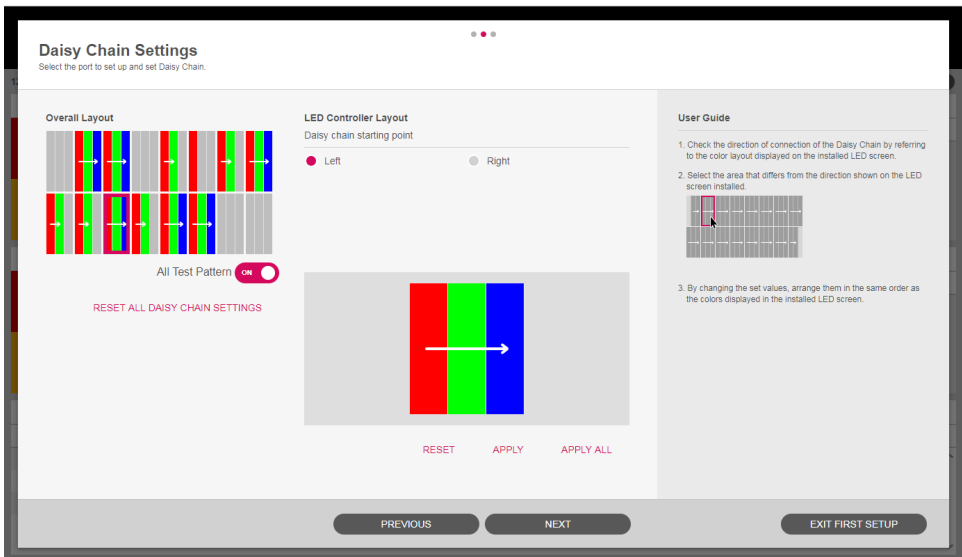 Daisy Chain Settings
Select the port to set up and set Daisy Chain.
Overall Layout
All Test Pattern ON
RESET ALL DAISY CHAIN SETTINGS
LED Controller Layout
Daisy chain starting point
Left Right
RESET APPLY APPLY ALL
User Guide
1. Check the direction of connection of the Daisy Chain by referring
to the color layout displayed on the installed LED screen.
2. Select the area that differs from the direction shown on the LED
screen installed.
3. By changing the set values, arrange them in the same order as
the colors displayed in the installed LED screen.
PREVIOUS NEXT EXIT FIRST SETUP